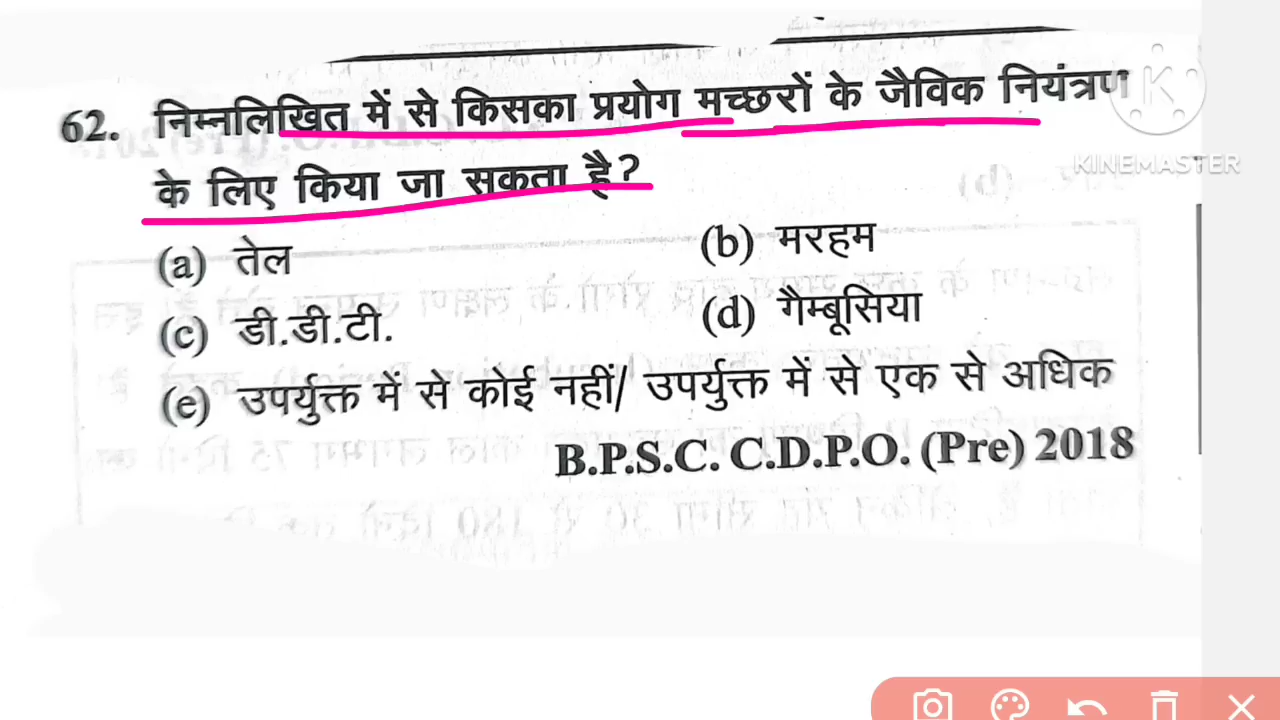 62. निम्नलिखित में से किसका प्रयोग मच्छरों के जैविक नियंत्रण
KINEMASTER
के लिए किया जा सकता है?
(a) तेल (b) मरहम
(c) डी.डी.टी. (d) गैम्बूसिया
(e) उपर्युक्त में से कोई नहीं/ उपर्युक्त में से एक से अधिक
B.P.S.C. C.D.P.O. (Pre) 2018